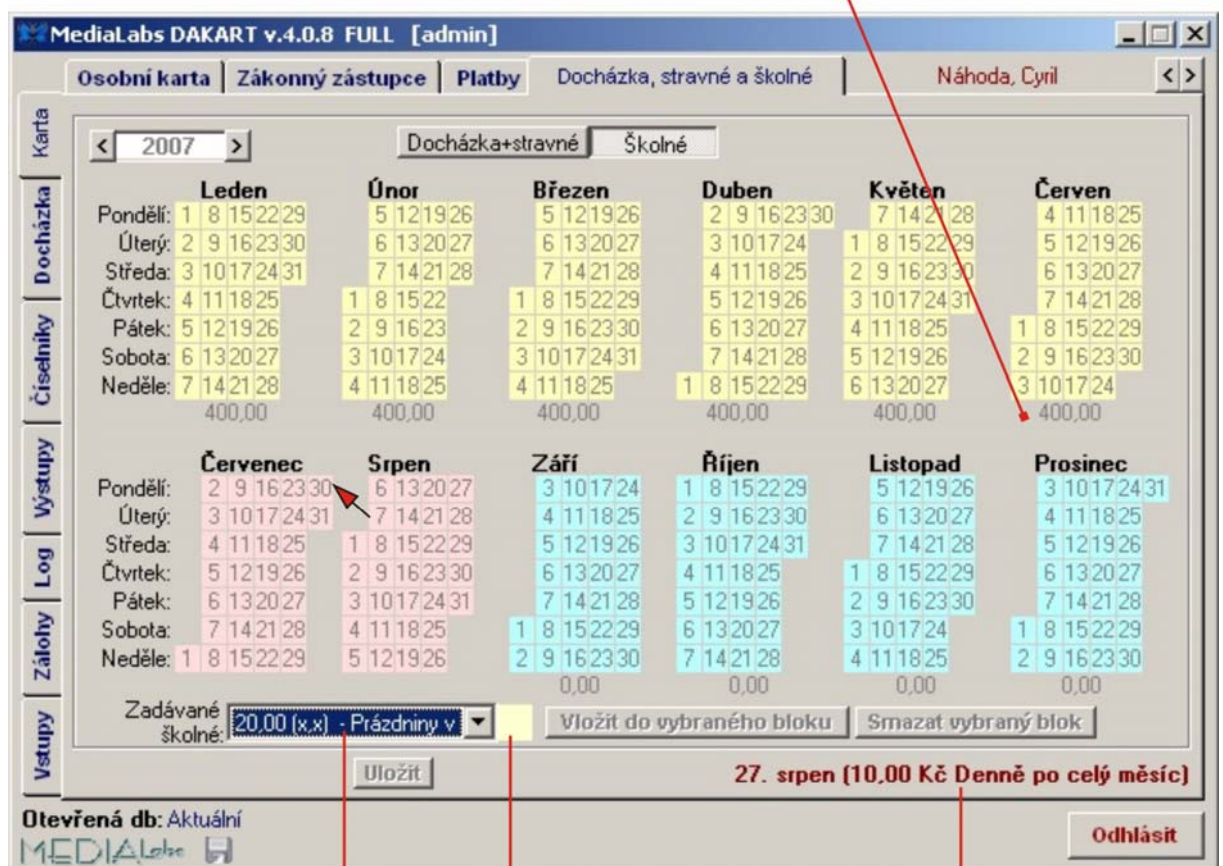 MediaLabs DAKART v.4.0.8 FULL [admin]
Osobní karta Zákonný zástupce Platby Docházka, stravné a školné Náhoda, Cyril < >
Karta
Docházka
Číselníky
Výstupy
Log
Zálohy
Vstupy
< 2007 > Docházka+stravné Školné
Leden Únor Březen Duben Květen Červen
Pondělí: 1 8 15 22 29 5 12 19 26 5 12 19 26 2 9 16 23 30 7 14 21 28 4 11 18 25
Úterý: 2 9 16 23 30 6 13 20 27 6 13 20 27 3 10 17 24 1 8 15 22 29 5 12 19 26
Středa: 3 10 17 24 31 7 14 21 28 7 14 21 28 4 11 18 25 2 9 16 23 30 6 13 20 27
Čtvrtek: 4 11 18 25 1 8 15 22 1 8 15 22 29 5 12 19 26 3 10 17 24 31 7 14 21 28
Pátek: 5 12 19 26 2 9 16 23 2 9 16 23 30 6 13 20 27 4 11 18 25 1 8 15 22 29
Sobota: 6 13 20 27 3 10 17 24 3 10 17 24 31 7 14 21 28 5 12 19 26 2 9 16 23 30
Neděle: 7 14 21 28 4 11 18 25 4 11 18 25 1 8 15 22 29 6 13 20 27 3 10 17 24
400,00 400,00 400,00 400,00 400,00 400,00
Červenec Srpen Září Říjen Listopad Prosinec
Pondělí: 2 9 16 23 30 6 13 20 27 3 10 17 24 1 8 15 22 29 5 12 19 26 3 10 17 24 31
Úterý: 3 10 17 24 31 7 14 21 28 4 11 18 25 2 9 16 23 30 6 13 20 27 4 11 18 25
Středa: 4 11 18 25 1 8 15 22 29 5 12 19 26 3 10 17 24 31 7 14 21 28 5 12 19 26
Čtvrtek: 5 12 19 26 2 9 16 23 30 6 13 20 27 4 11 18 25 1 8 15 22 29 6 13 20 27
Pátek: 6 13 20 27 3 10 17 24 31 7 14 21 28 5 12 19 26 2 9 16 23 30 7 14 21 28
Sobota: 7 14 21 28 4 11 18 25 1 8 15 22 29 6 13 20 27 3 10 17 24 1 8 15 22 29
Neděle: 1 8 15 22 29 5 12 19 26 2 9 16 23 30 7 14 21 28 4 11 18 25 2 9 16 23 30
0,00 0,00 0,00 0,00
Zadávané
školné: 20,00 (x,x) - Prázdniny v Vložit do vybraného bloku Smazat vybraný blok
Uložit 27. srpen (10,00 Kč Denně po celý měsíc)
Otevřená db: Aktuální
MEDIALabs Odhlásit